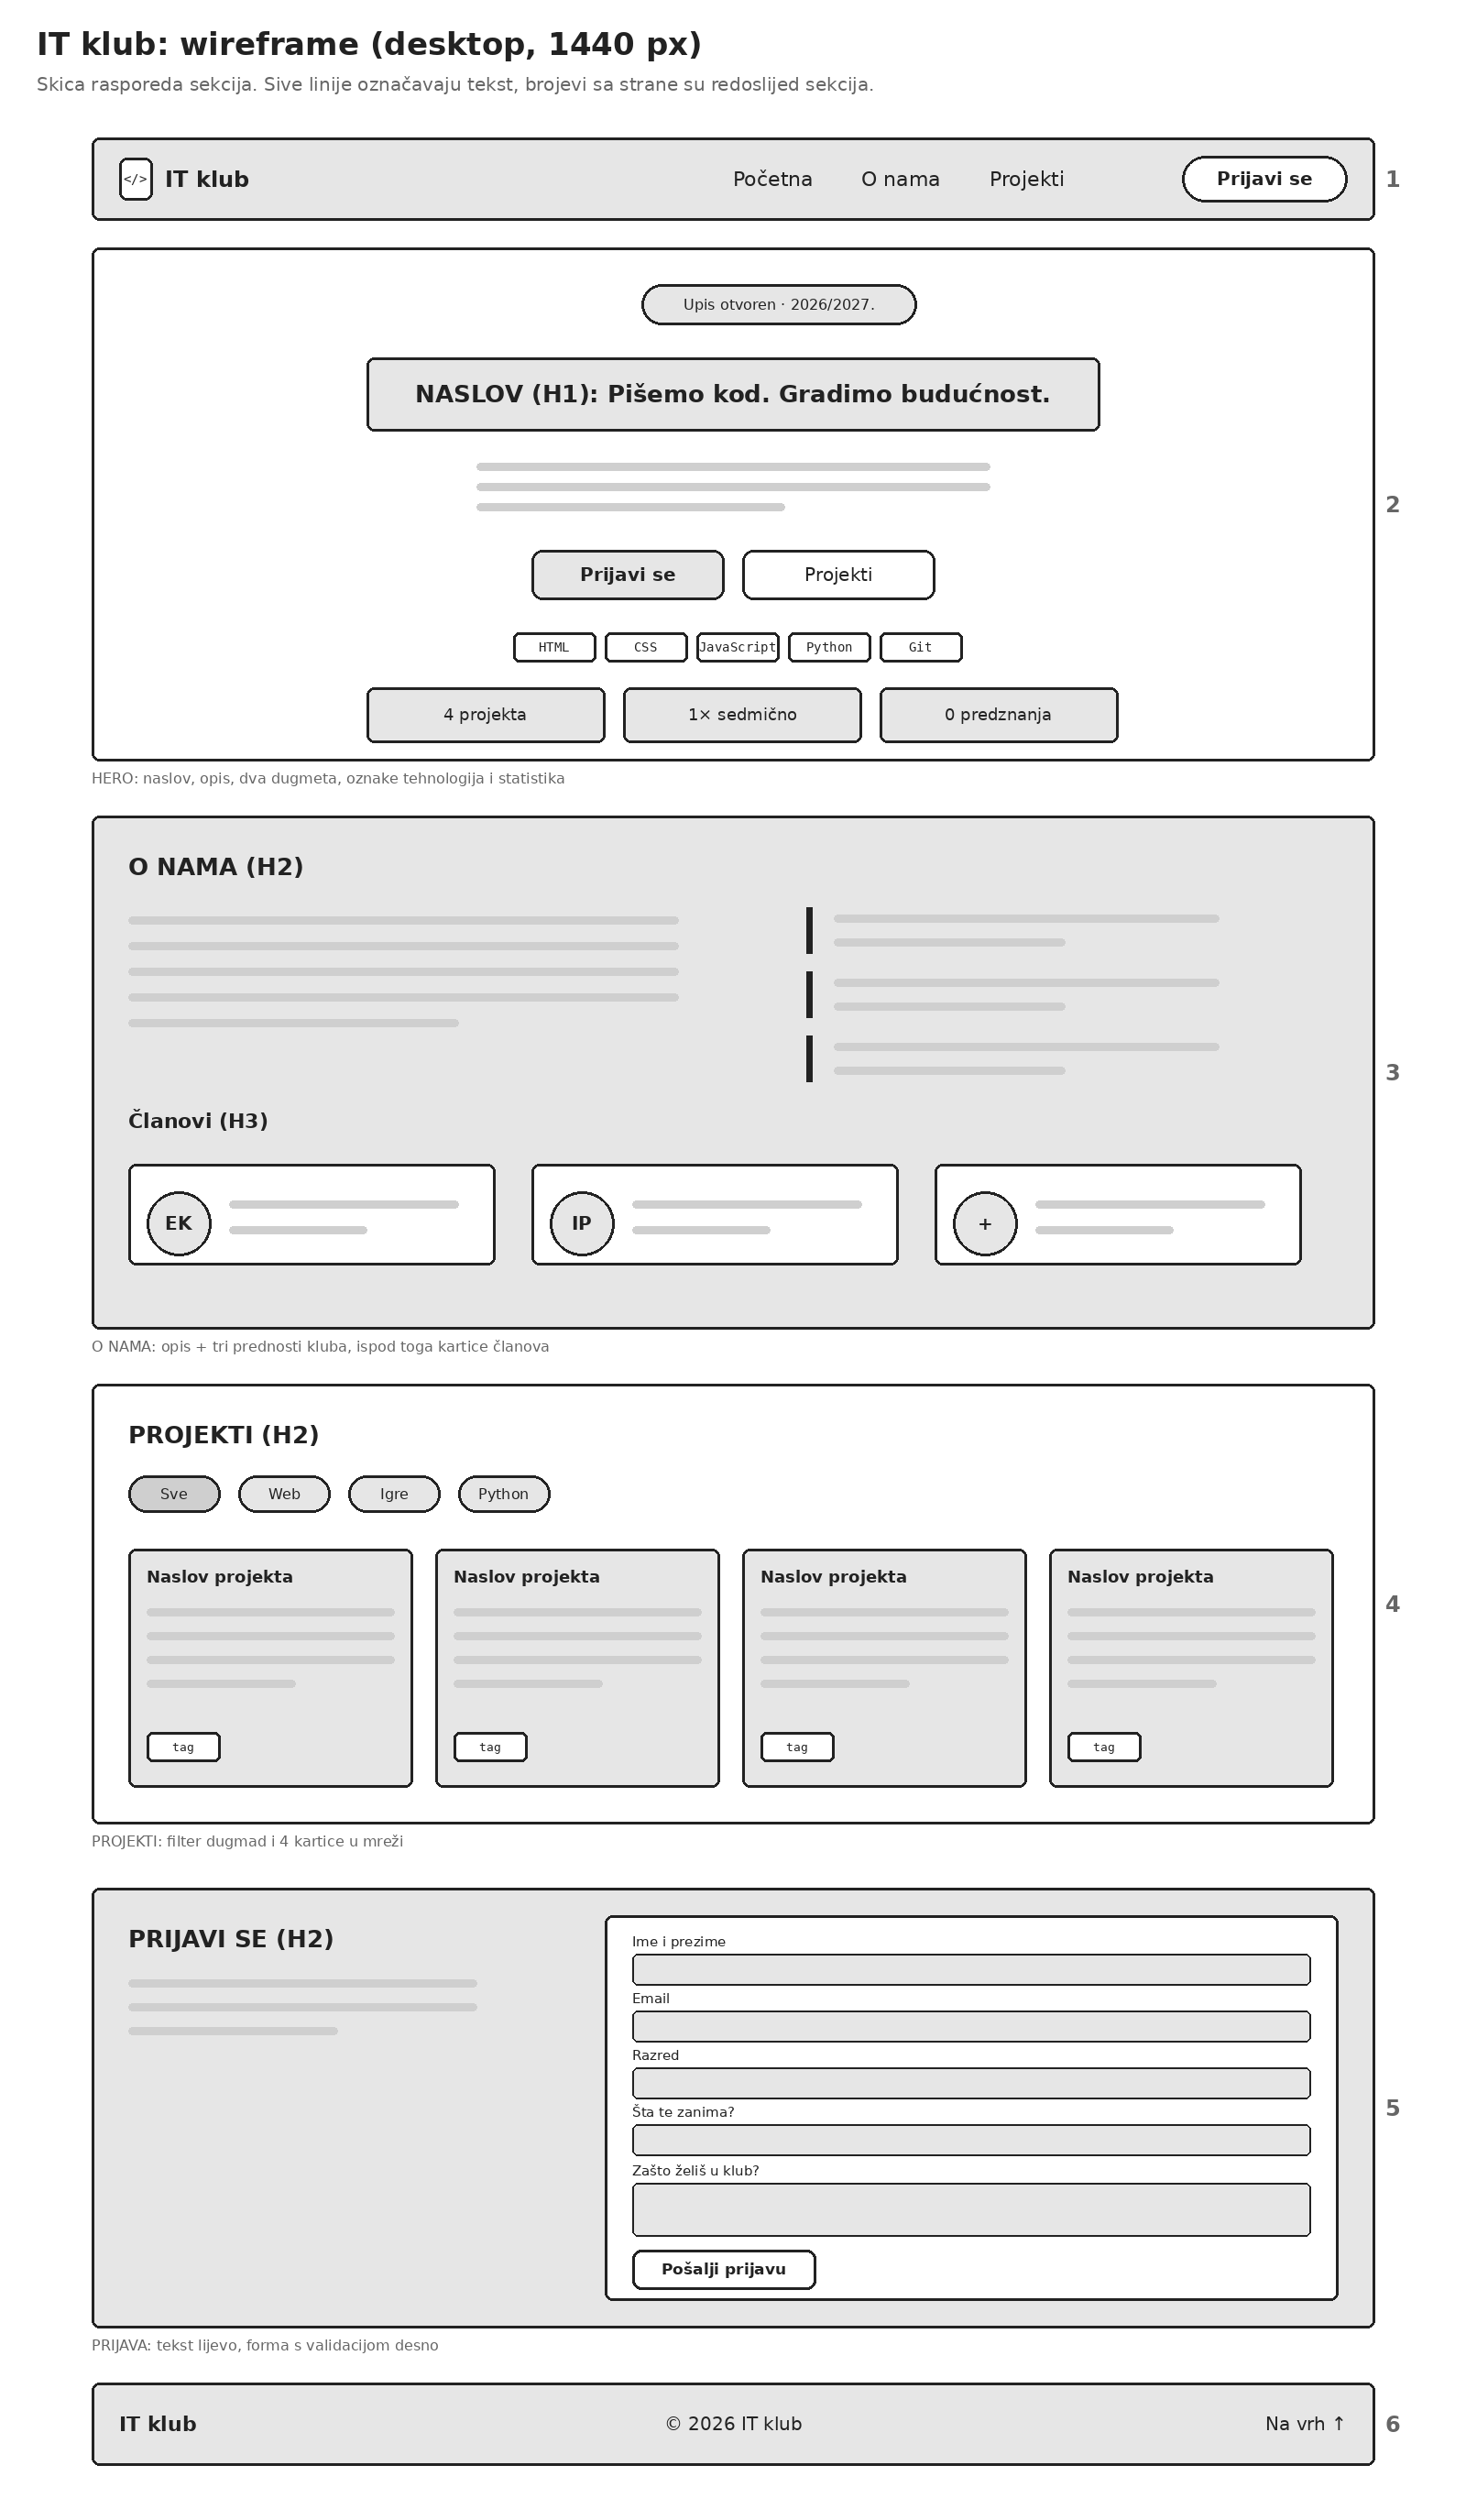 IT klub: wireframe (desktop, 1440 px)
Skica rasporeda sekcija. Sive linije označavaju tekst, brojevi sa strane su redoslijed sekcija.
</> IT klub Početna O nama Projekti Prijavi se 1
Upis otvoren · 2026/2027.
NASLOV (H1): Pišemo kod. Gradimo budućnost.
2
Prijavi se Projekti
HTML CSS JavaScript Python Git
4 projekta 1× sedmično 0 predznanja
HERO: naslov, opis, dva dugmeta, oznake tehnologija i statistika
O NAMA (H2)
3
Članovi (H3)
EK IP +
O NAMA: opis + tri prednosti kluba, ispod toga kartice članova
PROJEKTI (H2)
Sve Web Igre Python
Naslov projekta Naslov projekta Naslov projekta Naslov projekta
4
tag tag tag tag
PROJEKTI: filter dugmad i 4 kartice u mreži
PRIJAVI SE (H2)
Ime i prezime
Email
Razred
5
Šta te zanima?
Zašto želiš u klub?
Pošalji prijavu
PRIJAVA: tekst lijevo, forma s validacijom desno
IT klub © 2026 IT klub Na vrh ↑ 6